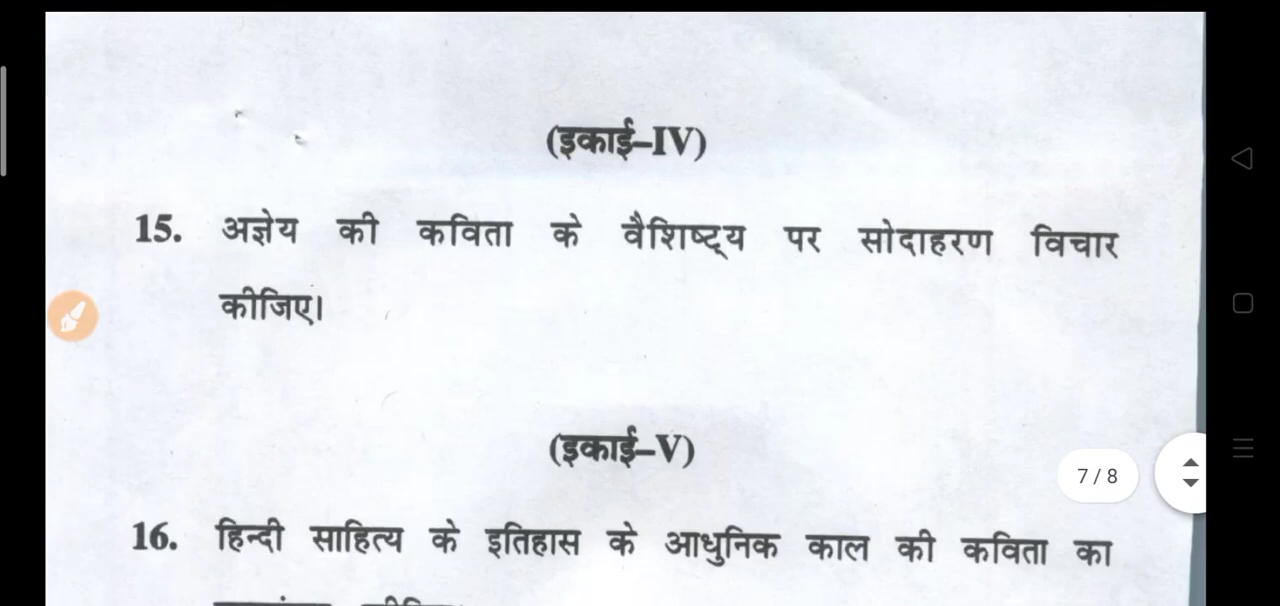 (इकाई–IV)
15. अज्ञेय की कविता के वैशिष्ट्य पर सोदाहरण विचार
कीजिए।
(इकाई–V)
7 / 8
16. हिन्दी साहित्य के इतिहास के आधुनिक काल की कविता का